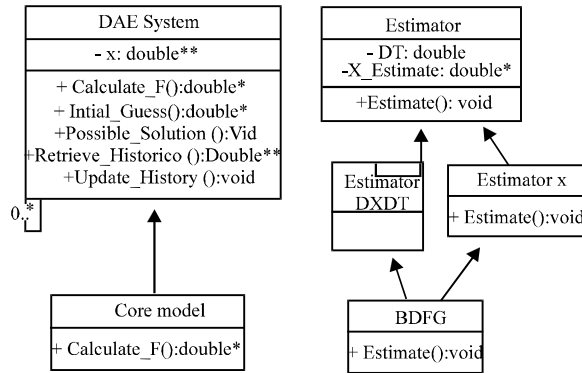 DAE System
- x: double**
+ Calculate_F():double*
+ Intial_Guess():double*
+Possible_Solution ():Vid
+Retrieve_Historico ():Double**
+Update_History ():void
0..*
Core model
+ Calculate_F():double*
Estimator
- DT: double
-X_Estimate: double*
+Estimate(): void
Estimator
DXDT
Estimator x
+ Estimate():void
BDFG
+ Estimate():void